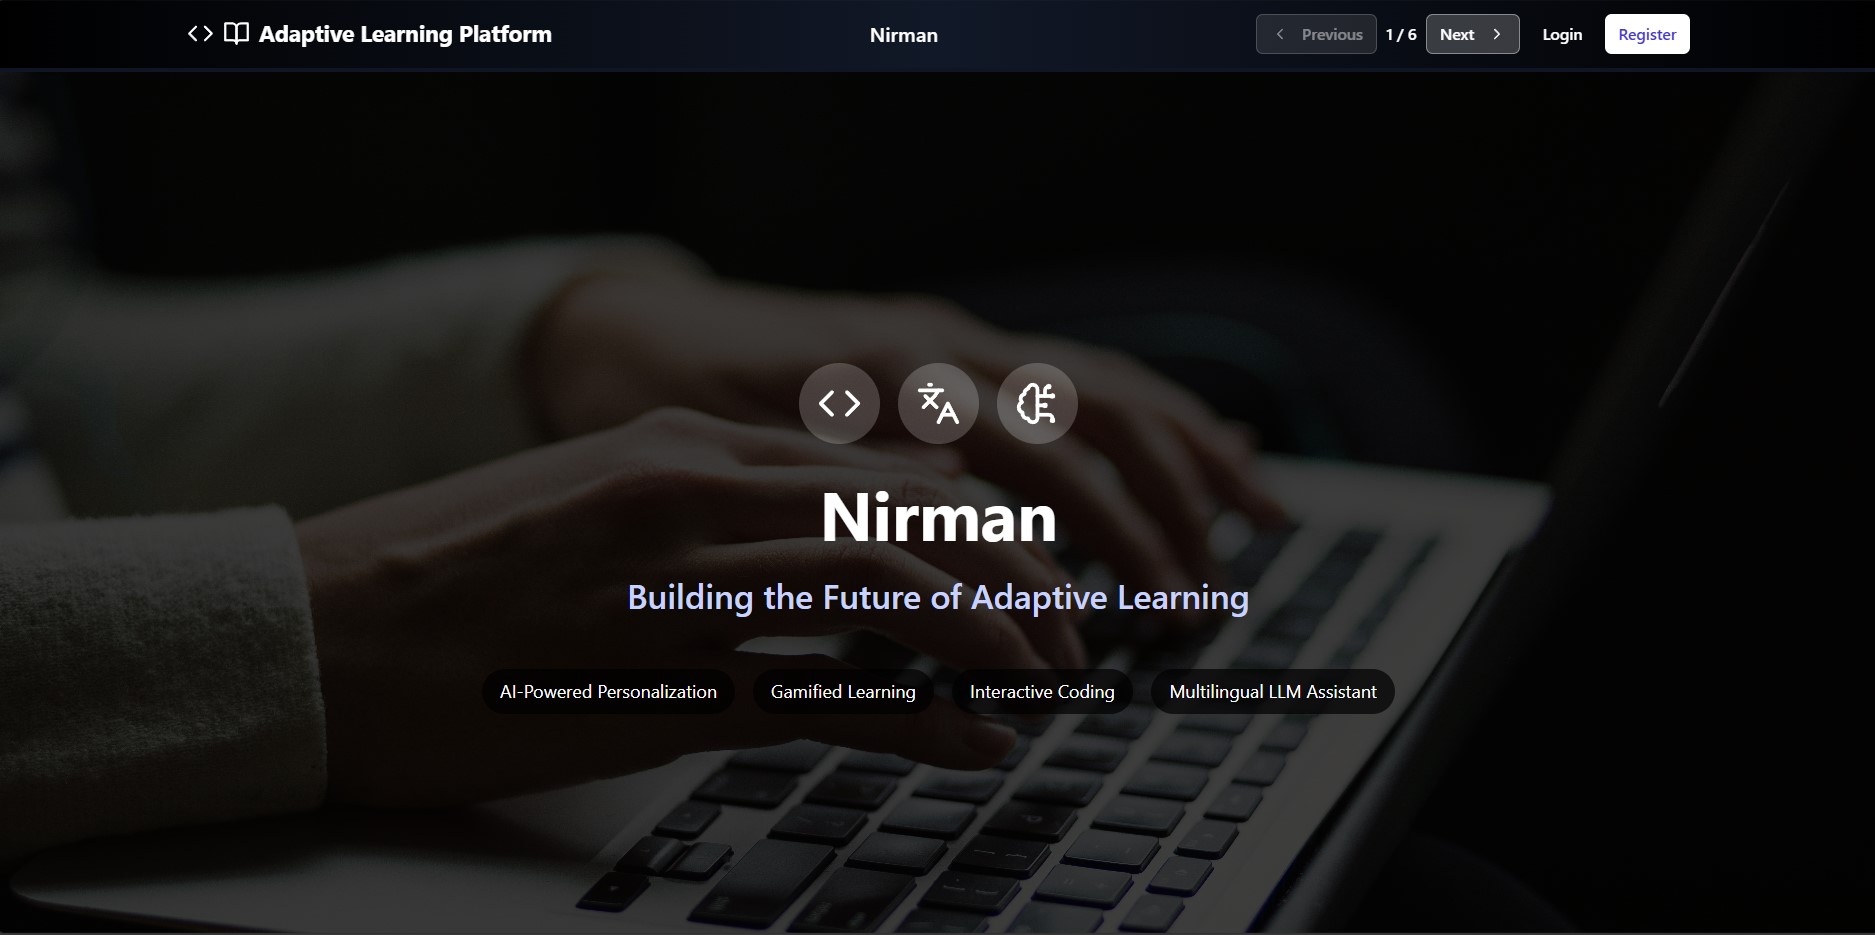 Adaptive Learning Platform
Nirman
Previous
1 / 6
Next
Login
Register
Nirman
Building the Future of Adaptive Learning
AI-Powered Personalization
Gamified Learning
Interactive Coding
Multilingual LLM Assistant